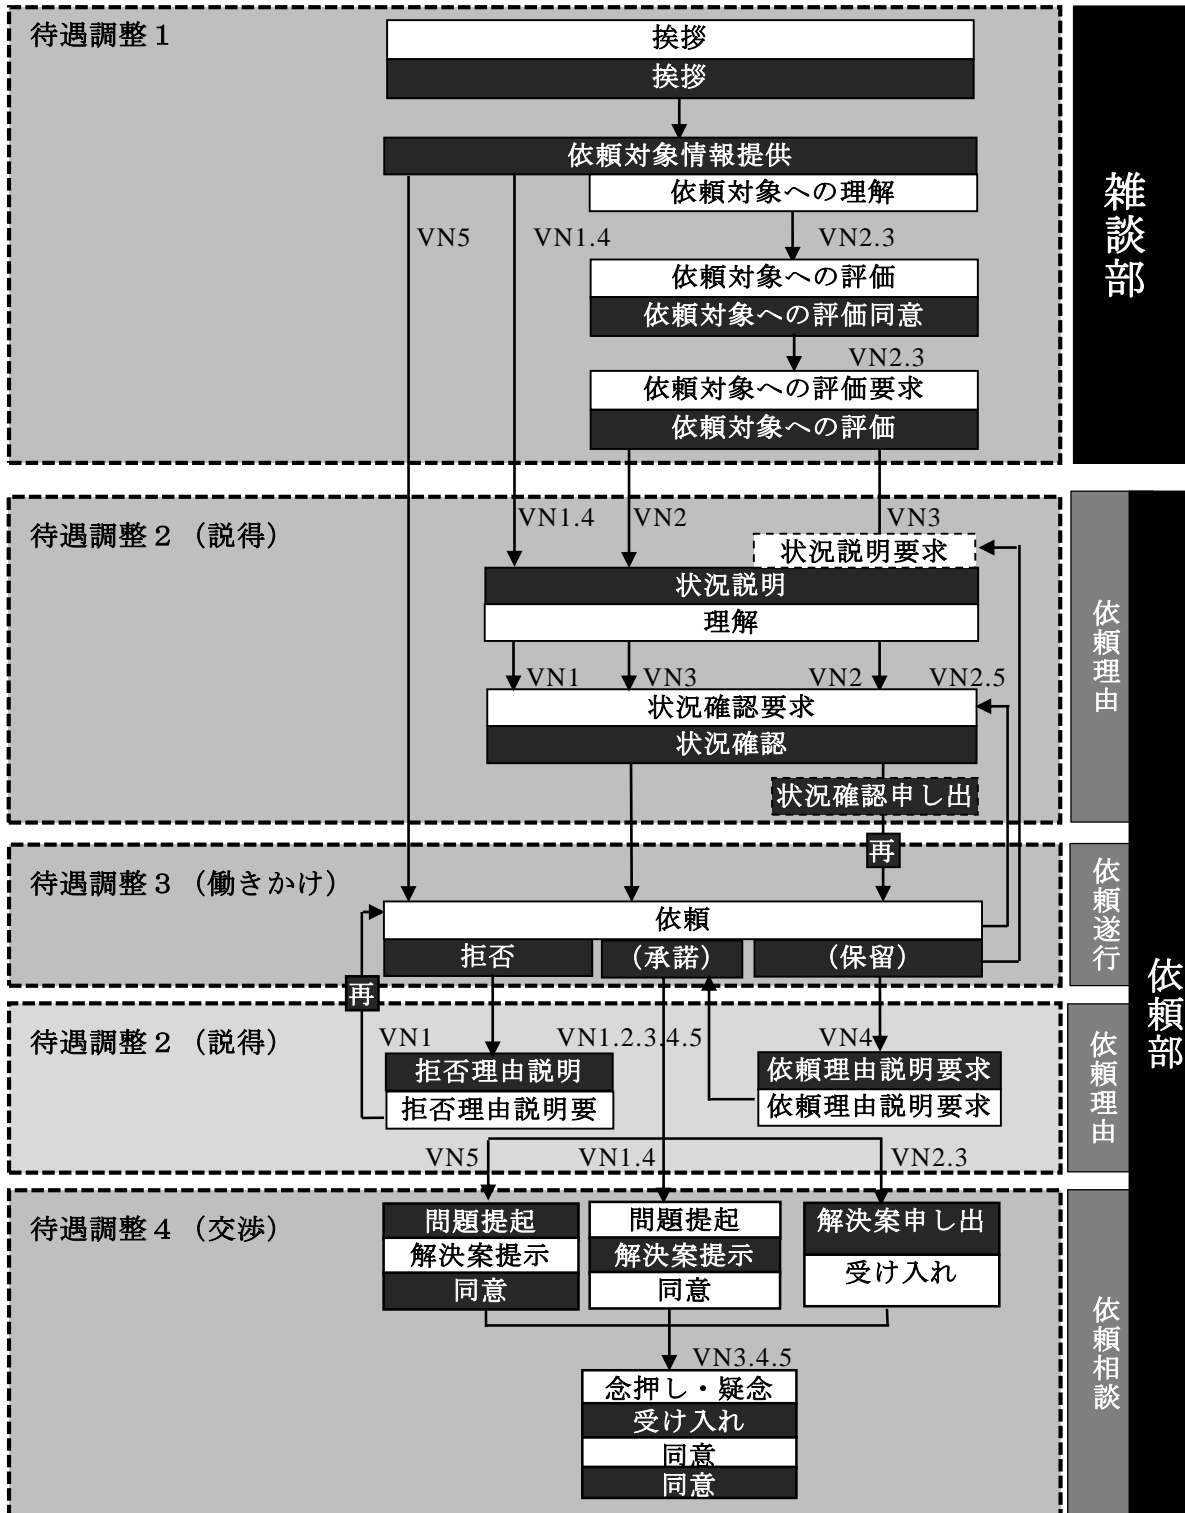 待遇調整１
挨拶
挨拶
依頼対象情報提供
依頼対象への理解
VN5
VN1.4
VN2.3
依頼対象への評価
依頼対象への評価同意
VN2.3
依頼対象への評価要求
依頼対象への評価
雑談部
待遇調整２（説得）
VN1.4
VN2
VN3
状況説明要求
状況説明
理解
VN1
VN3
VN2
VN2.5
状況確認要求
状況確認
状況確認申し出
依頼理由
再
待遇調整３（働きかけ）
依頼
拒否
（承諾）
（保留）
依頼遂行
再
依頼部
待遇調整２（説得）
VN1
VN1.2.3.4.5
VN4
拒否理由説明
拒否理由説明要
依頼理由説明要求
依頼理由説明要求
依頼理由
VN5
VN1.4
VN2.3
待遇調整４（交渉）
問題提起
解決案提示
同意
問題提起
解決案提示
同意
解決案申し出
受け入れ
VN3.4.5
念押し・疑念
受け入れ
同意
同意
依頼相談